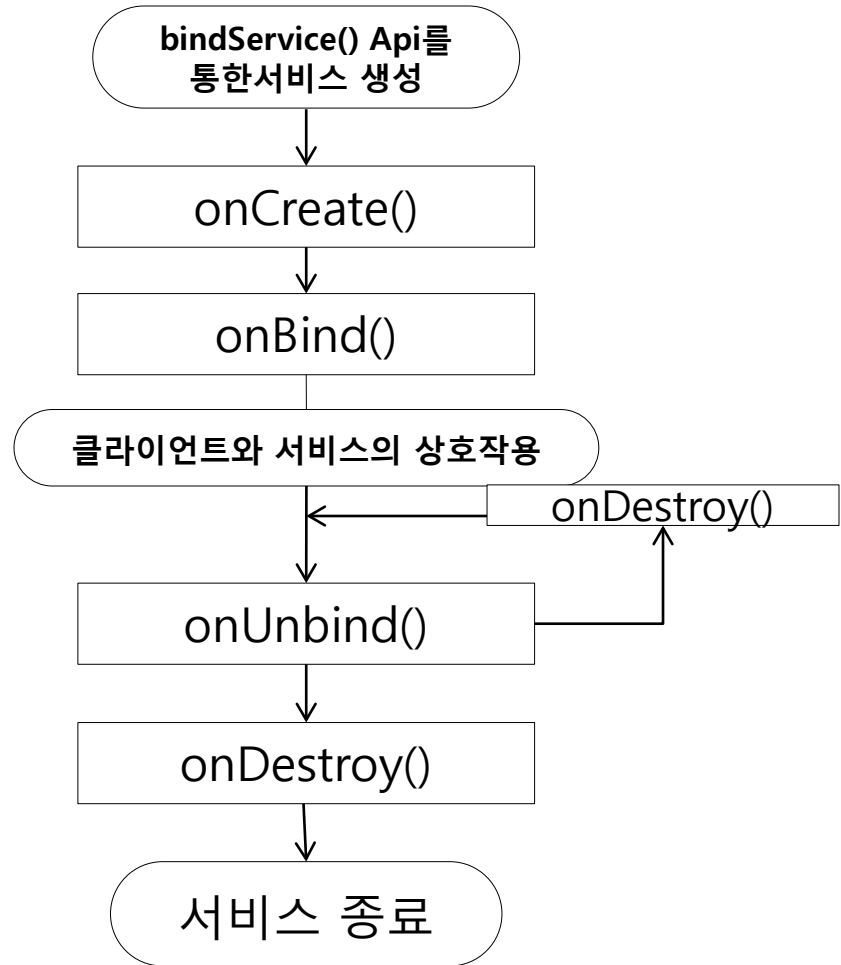 bindService() Api를
통한서비스 생성
onCreate()
onBind()
클라이언트와 서비스의 상호작용
onDestroy()
onUnbind()
onDestroy()
서비스 종료